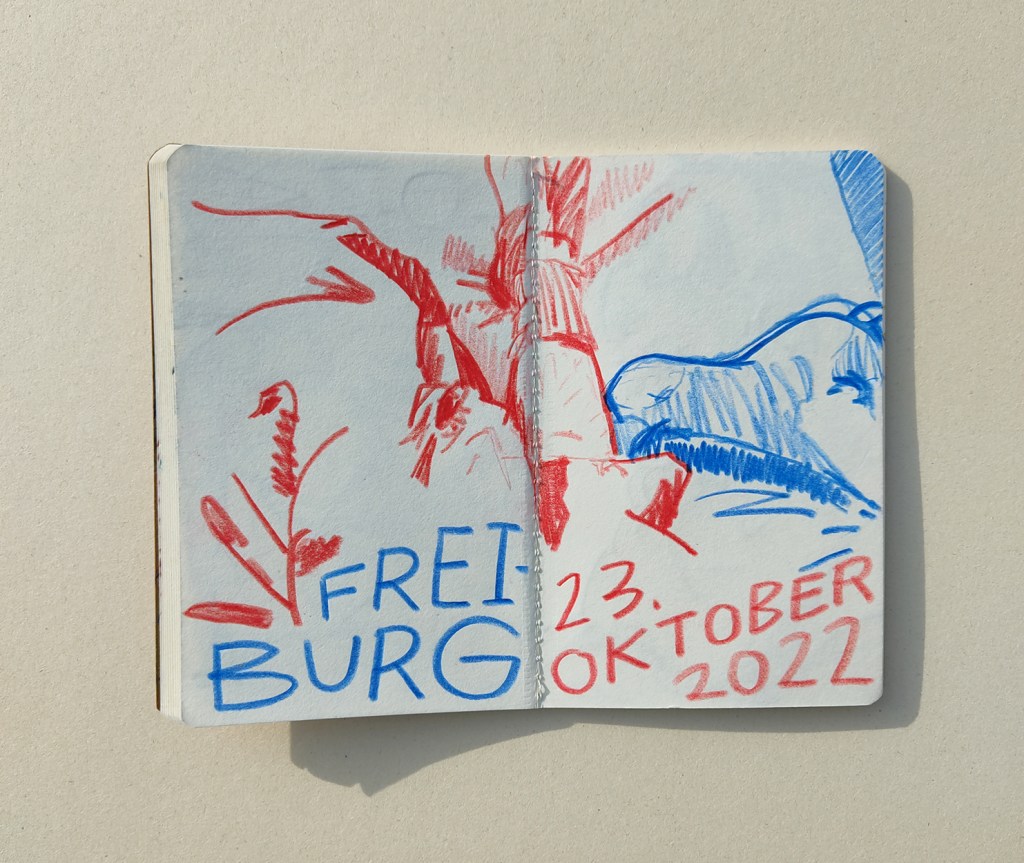 FREI-
BURG
23.
OKTOBER
2022